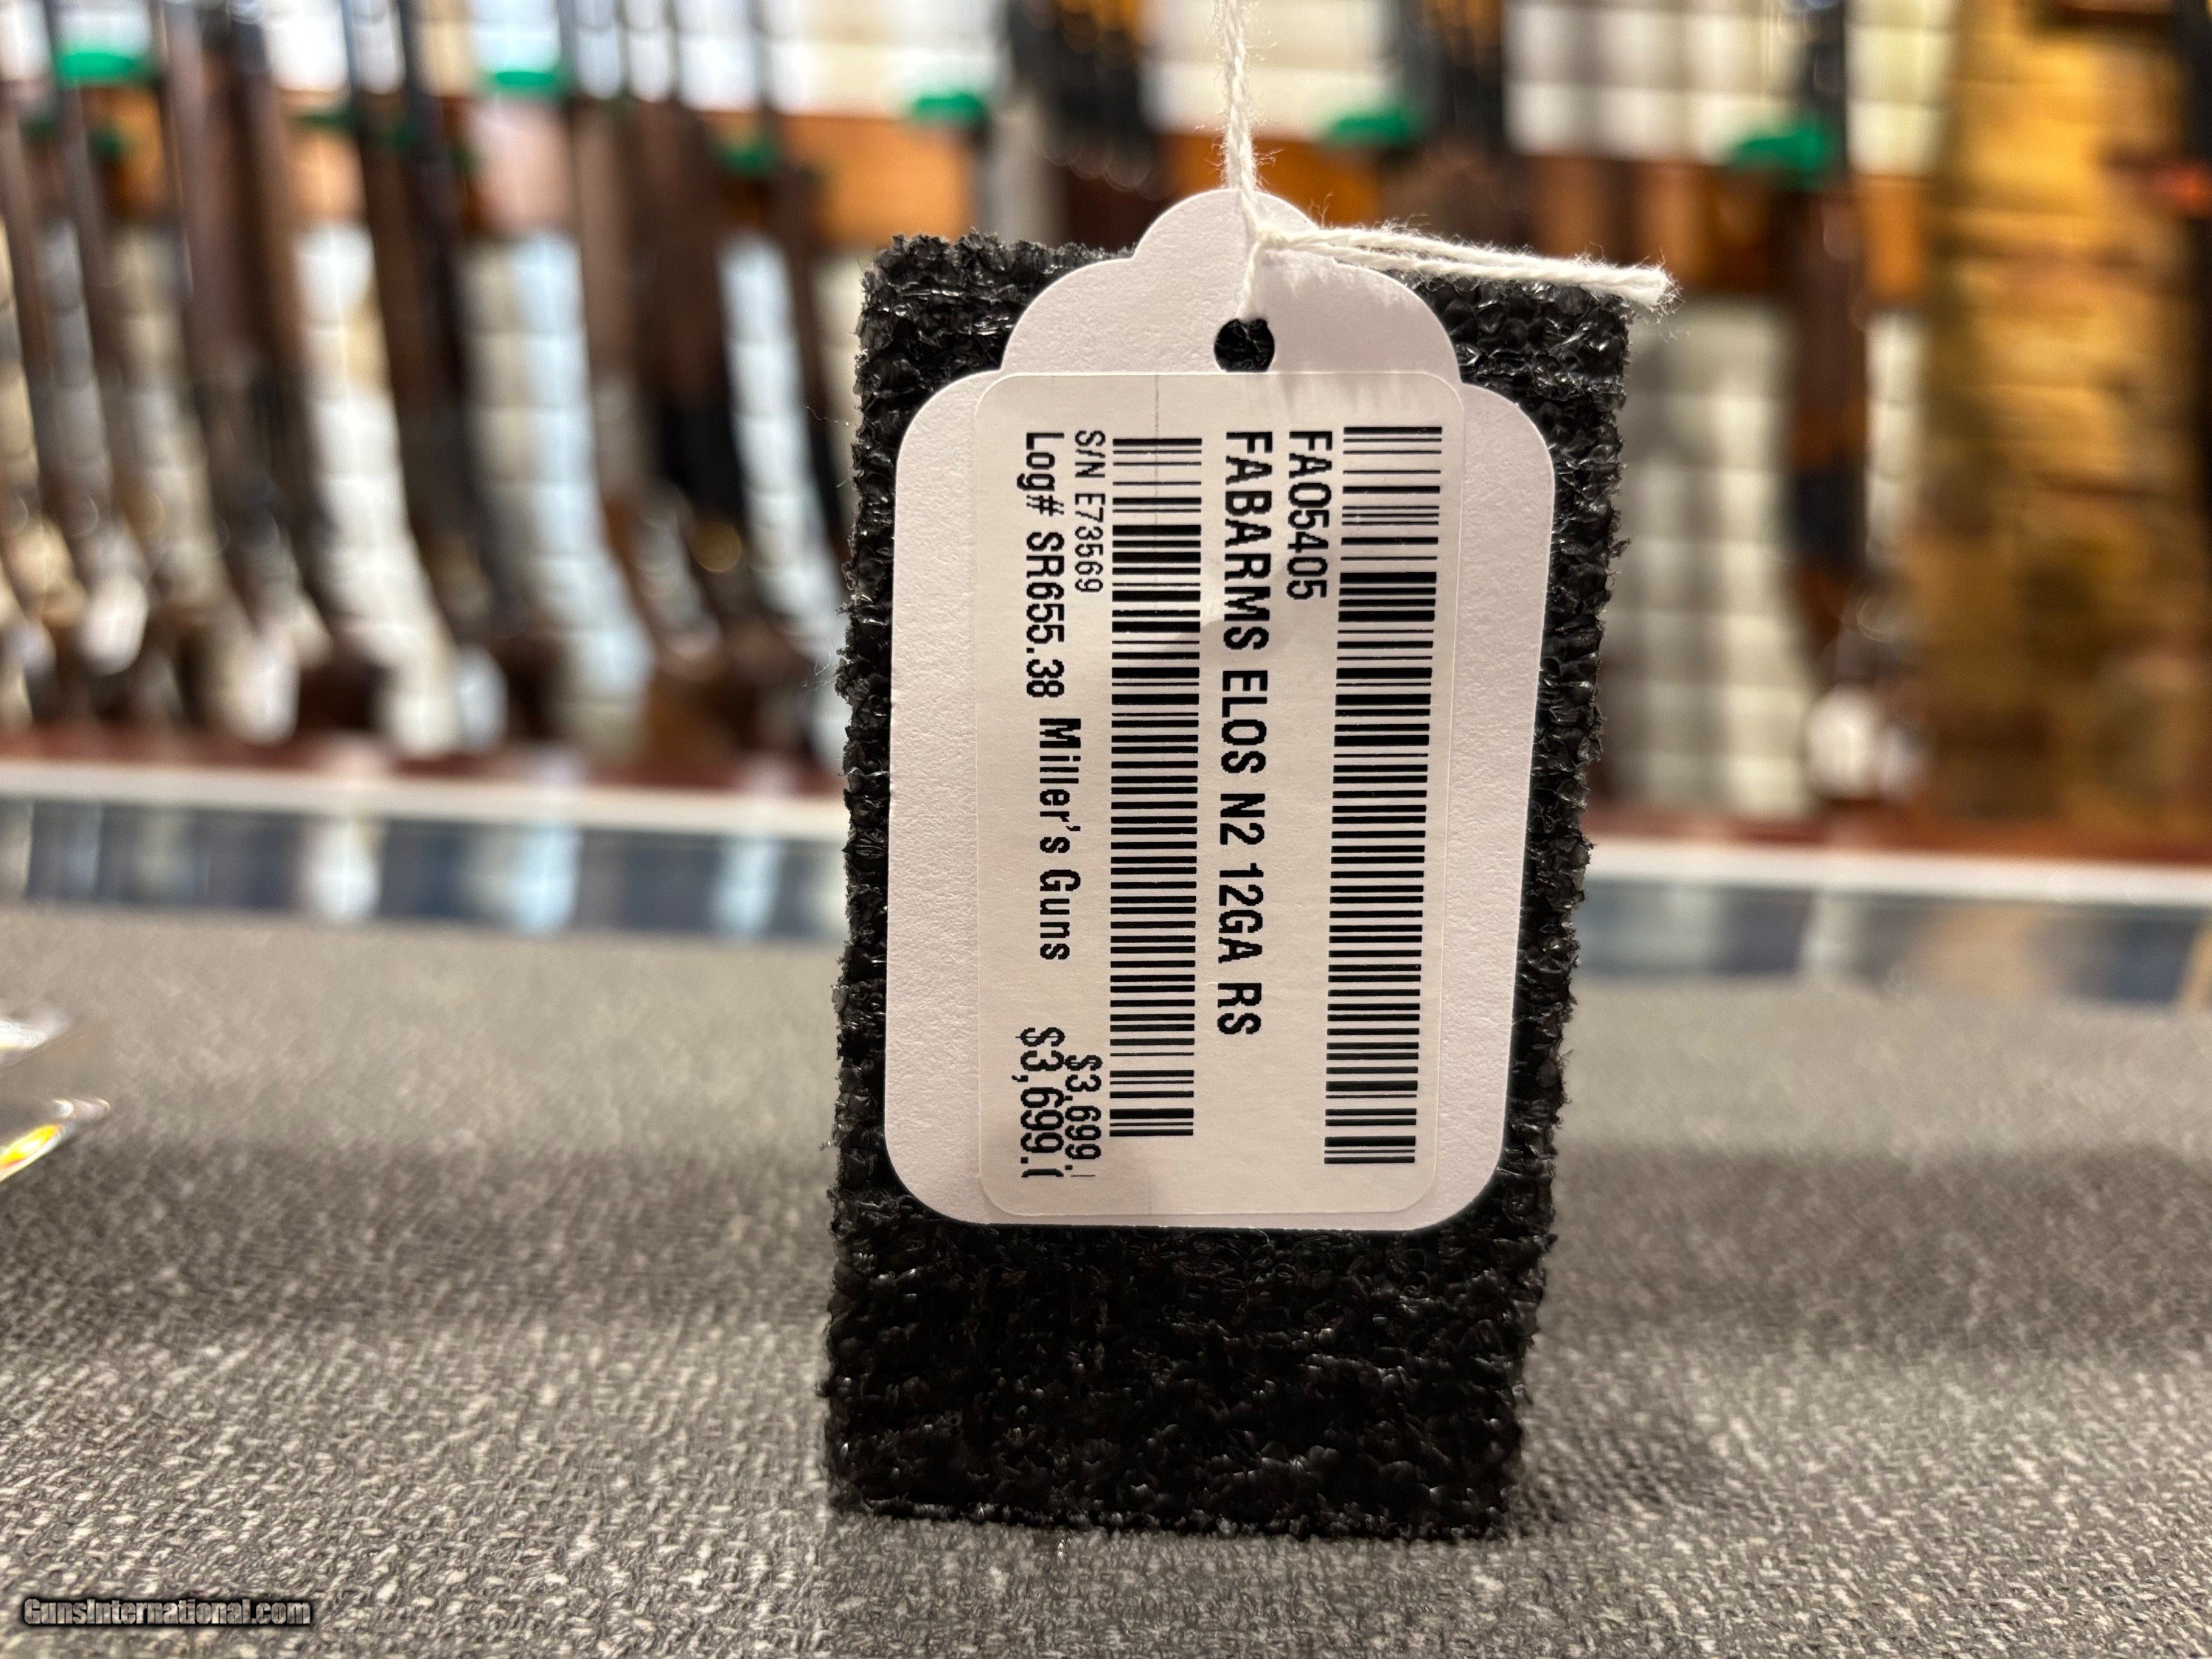 FA05405
FABARMS ELOS N2 12GA RS
S/N E73569 $3,699.
Log# SR655.38 Miller's Guns $3,699.(
GunsInternational.com